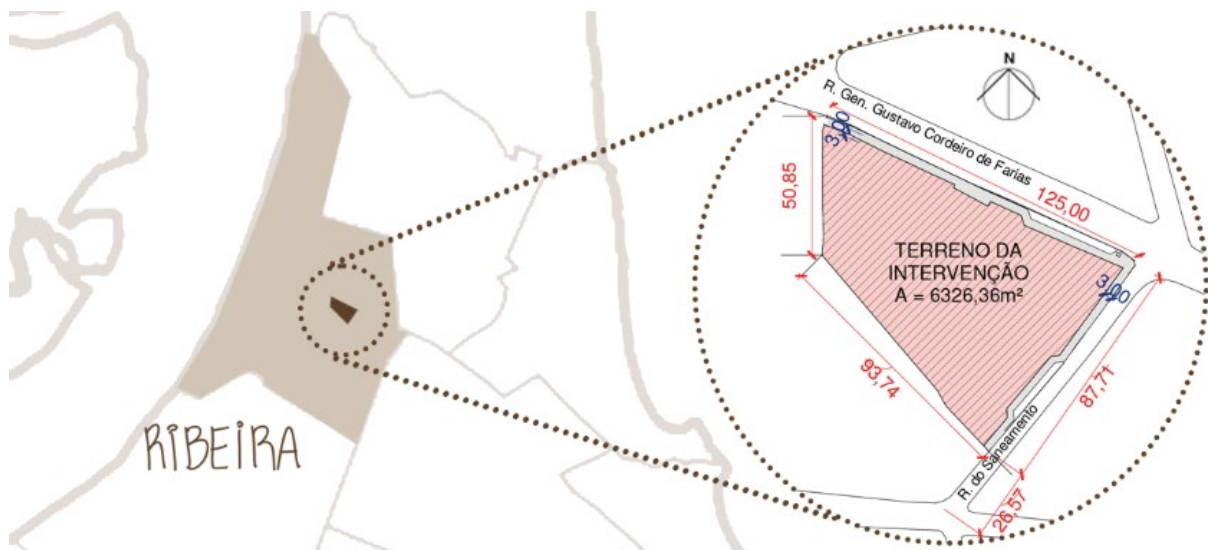 RIBEIRA
N
R. Gen. Gustavo Cordeiro de Farias
3,00
50,85
125,00
TERRENO DA
INTERVENÇÃO
A = 6326,36m²
3,00
93,74
87,71
R. do Saneamento
26,57